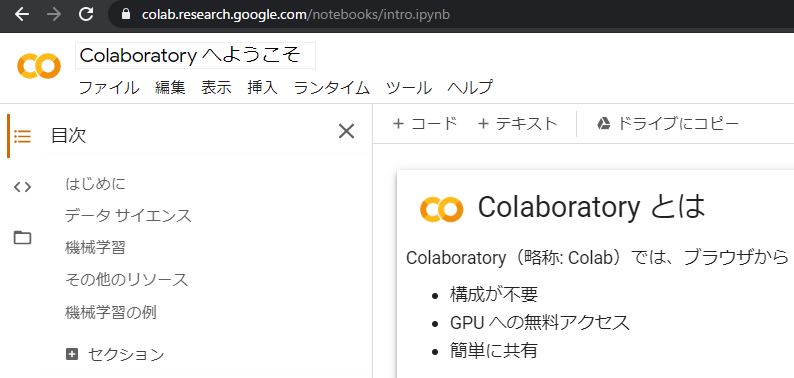 colab.research.google.com/notebooks/intro.ipynb
Colaboratory へようこそ
ファイル 編集 表示 挿入 ランタイム ツール ヘルプ
目次
はじめに
データ サイエンス
機械学習
その他のリソース
機械学習の例
セクション
+ コード + テキスト ドライブにコピー
Colaboratory とは
Colaboratory（略称: Colab）では、ブラウザから
• 構成が不要
• GPU への無料アクセス
• 簡単に共有